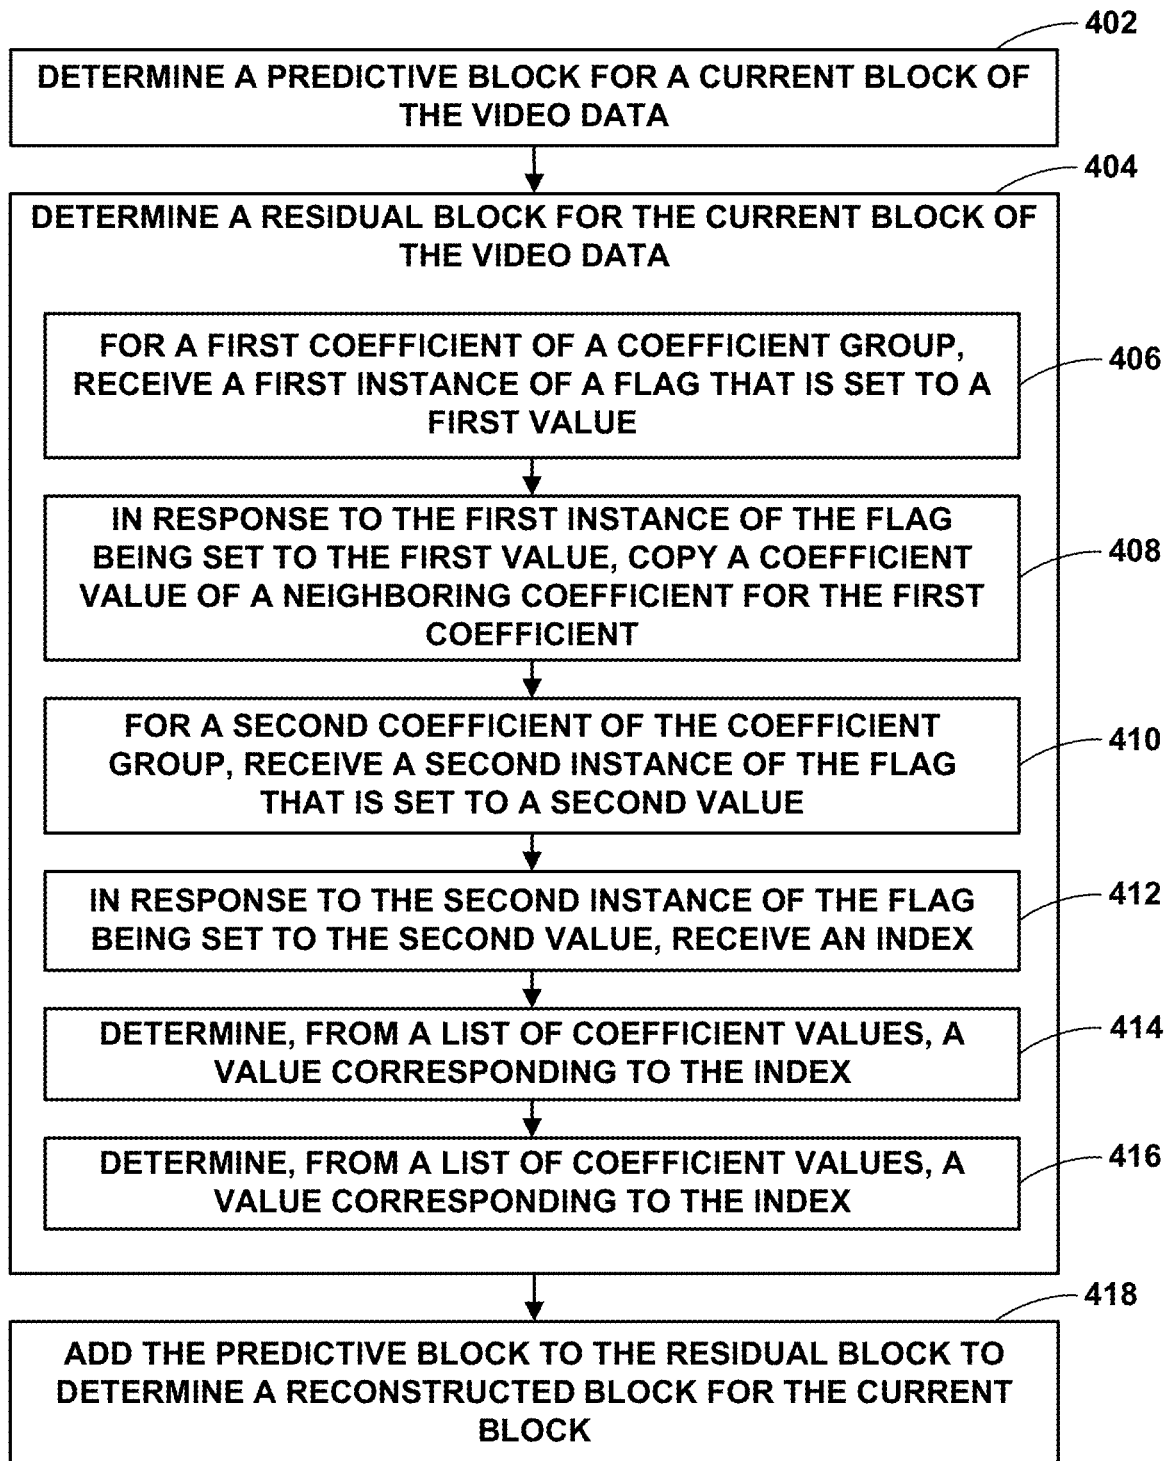 402
DETERMINE A PREDICTIVE BLOCK FOR A CURRENT BLOCK OF
THE VIDEO DATA
404
DETERMINE A RESIDUAL BLOCK FOR THE CURRENT BLOCK OF
THE VIDEO DATA
FOR A FIRST COEFFICIENT OF A COEFFICIENT GROUP,
RECEIVE A FIRST INSTANCE OF A FLAG THAT IS SET TO A
FIRST VALUE
406
IN RESPONSE TO THE FIRST INSTANCE OF THE FLAG
BEING SET TO THE FIRST VALUE, COPY A COEFFICIENT
VALUE OF A NEIGHBORING COEFFICIENT FOR THE FIRST
COEFFICIENT
408
FOR A SECOND COEFFICIENT OF THE COEFFICIENT
GROUP, RECEIVE A SECOND INSTANCE OF THE FLAG
THAT IS SET TO A SECOND VALUE
410
IN RESPONSE TO THE SECOND INSTANCE OF THE FLAG
BEING SET TO THE SECOND VALUE, RECEIVE AN INDEX
412
DETERMINE, FROM A LIST OF COEFFICIENT VALUES, A
VALUE CORRESPONDING TO THE INDEX
414
DETERMINE, FROM A LIST OF COEFFICIENT VALUES, A
VALUE CORRESPONDING TO THE INDEX
416
418
ADD THE PREDICTIVE BLOCK TO THE RESIDUAL BLOCK TO
DETERMINE A RECONSTRUCTED BLOCK FOR THE CURRENT
BLOCK